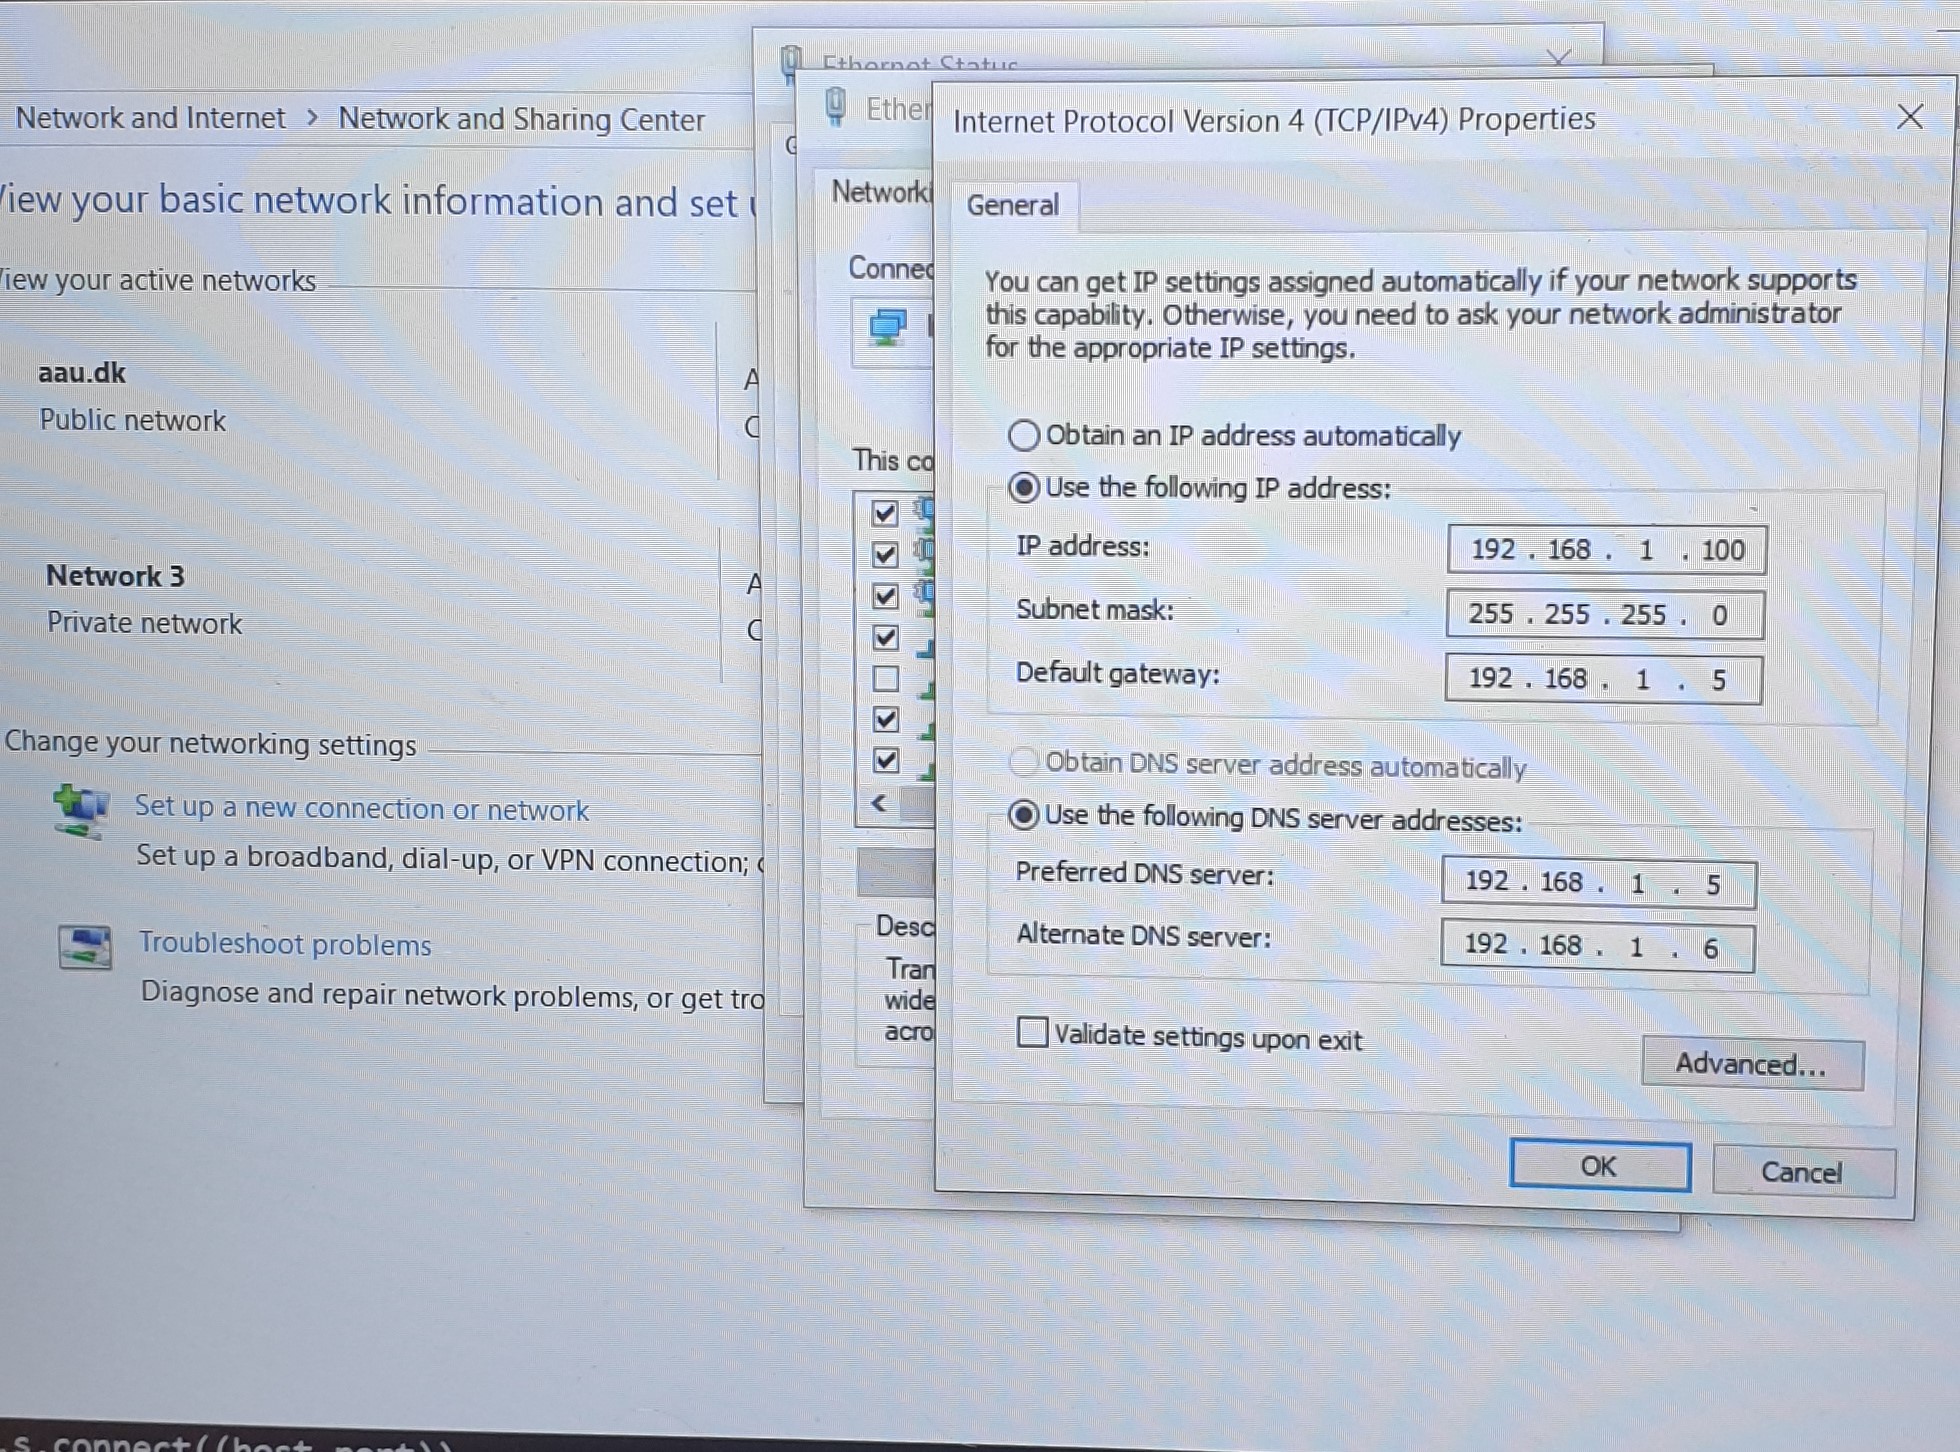 Ethernet Status
Network and Internet > Network and Sharing Center
Ether
Internet Protocol Version 4 (TCP/IPv4) Properties
View your basic network information and set
Networki
General
View your active networks
Connec
You can get IP settings assigned automatically if your network supports
this capability. Otherwise, you need to ask your network administrator
for the appropriate IP settings.
aau.dk
Public network
Obtain an IP address automatically
This co
Use the following IP address:
IP address: 192 . 168 . 1 . 100
Network 3
Private network
Subnet mask: 255 . 255 . 255 . 0
Default gateway: 192 . 168 . 1 . 5
Change your networking settings
Obtain DNS server address automatically
Set up a new connection or network
Use the following DNS server addresses:
Set up a broadband, dial-up, or VPN connection;
Preferred DNS server: 192 . 168 . 1 . 5
Desc
Alternate DNS server: 192 . 168 . 1 . 6
Troubleshoot problems
Tran
Diagnose and repair network problems, or get tro
wide
acro
Validate settings upon exit
Advanced...
OK
Cancel
s.connect((host, port))